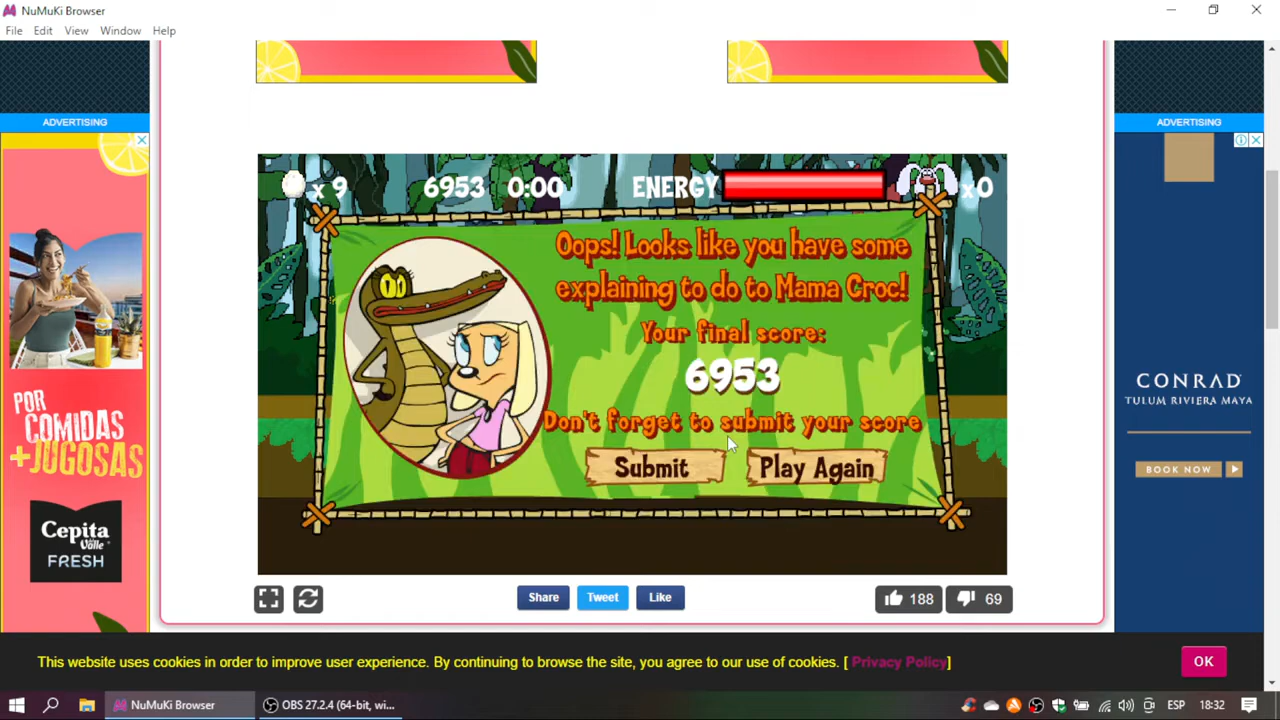 NuMuKi Browser
File Edit View Window Help
ADVERTISING
ADVERTISING
x 9 6953 0:00 ENERGY x0
Oops! Looks like you have some
explaining to do to Mama Croc!
Your final score:
6953
Don't forget to submit your score
Submit Play Again
POR
COMIDAS
+JUGOSAS
Cepita
del Valle
FRESH
CONRAD
TULUM RIVIERA MAYA
BOOK NOW
Share Tweet Like
188 69
This website uses cookies in order to improve user experience. By continuing to browse the site, you agree to our use of cookies. [ Privacy Policy]
OK
NuMuKi Browser
OBS 27.2.4 (64-bit, wi...
ESP 18:32